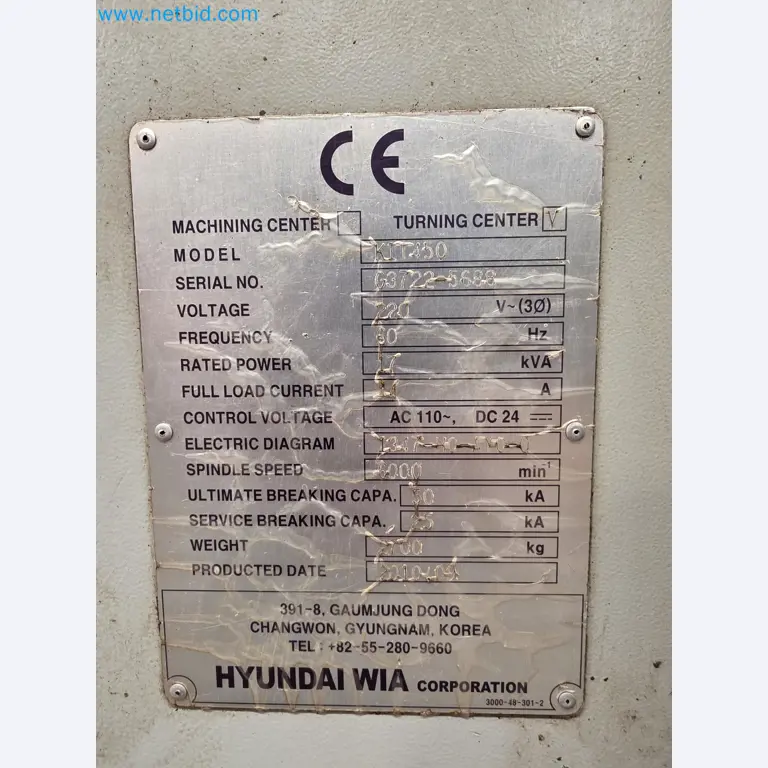 www.netbid.com
CE
MACHINING CENTER TURNING CENTER V
MODEL KIT450
SERIAL NO.
VOLTAGE 220 V~(3Ø)
FREQUENCY Hz
RATED POWER kVA
FULL LOAD CURRENT A
CONTROL VOLTAGE AC 110~, DC 24
ELECTRIC DIAGRAM
SPINDLE SPEED min⁻¹
ULTIMATE BREAKING CAPA. kA
SERVICE BREAKING CAPA. kA
WEIGHT kg
PRODUCED DATE
391-8, GAUMJUNG DONG
CHANGWON, GYUNGNAM, KOREA
TEL : +82-55-280-9660
HYUNDAI WIA CORPORATION
3000-48-301-2